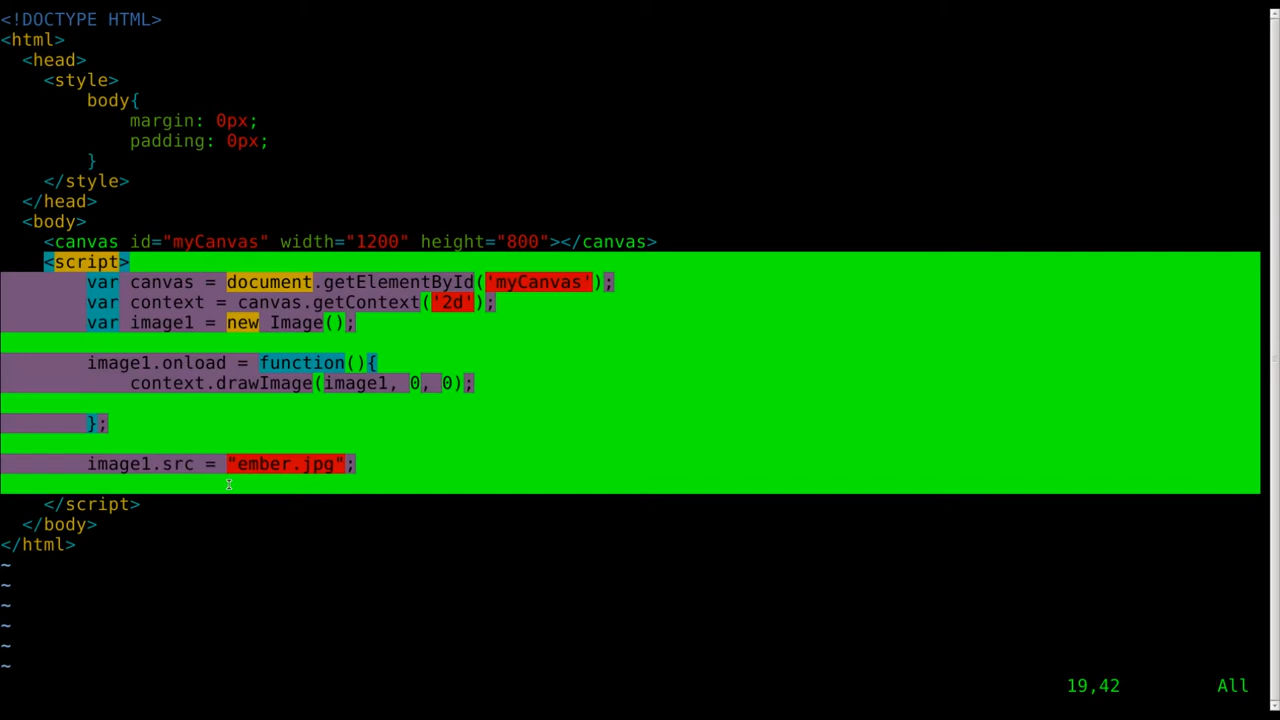 <!DOCTYPE HTML>
<html>
  <head>
    <style>
        body{
            margin: 0px;
            padding: 0px;
        }
    </style>
  </head>
  <body>
    <canvas id="myCanvas" width="1200" height="800"></canvas>
    <script>
        var canvas = document.getElementById('myCanvas');
        var context = canvas.getContext('2d');
        var image1 = new Image();

        image1.onload = function(){
            context.drawImage(image1, 0, 0);

        };

        image1.src = "ember.jpg";

    </script>
  </body>
</html>
~
~
~
~
~
~
19,42 All